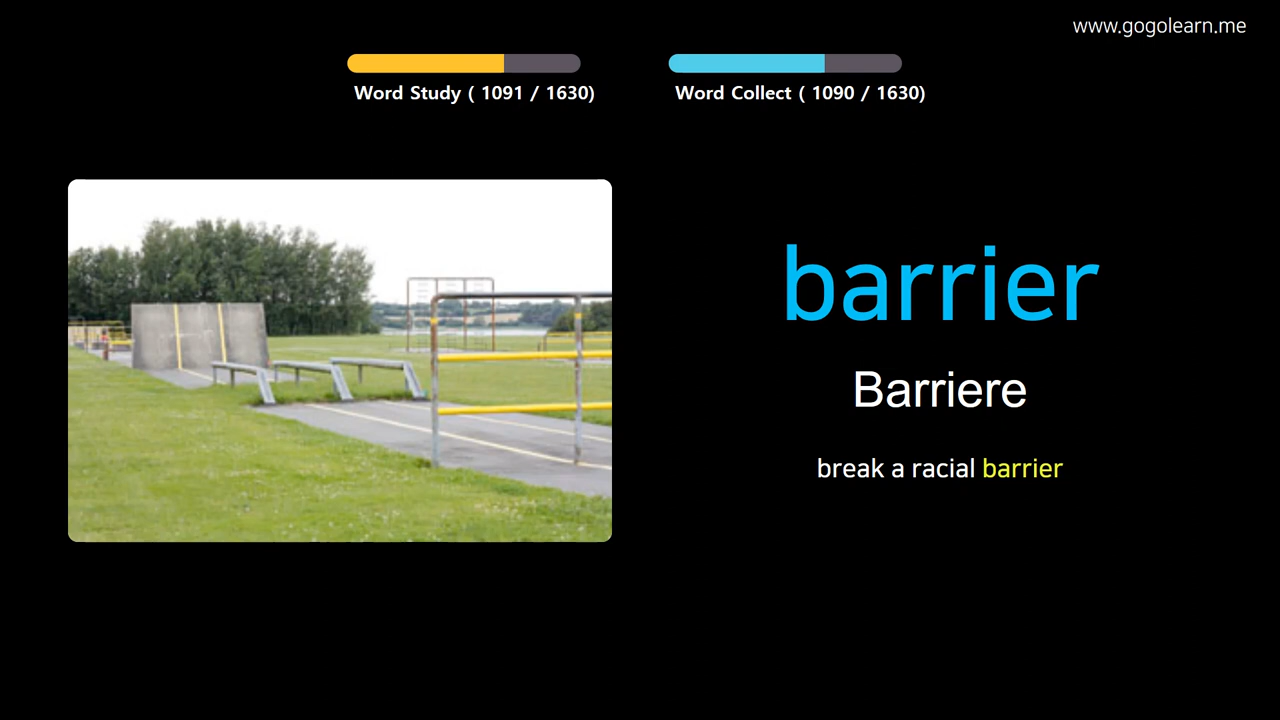 www.gogolearn.me
Word Study ( 1091 / 1630)
Word Collect ( 1090 / 1630)
barrier
Barriere
break a racial barrier